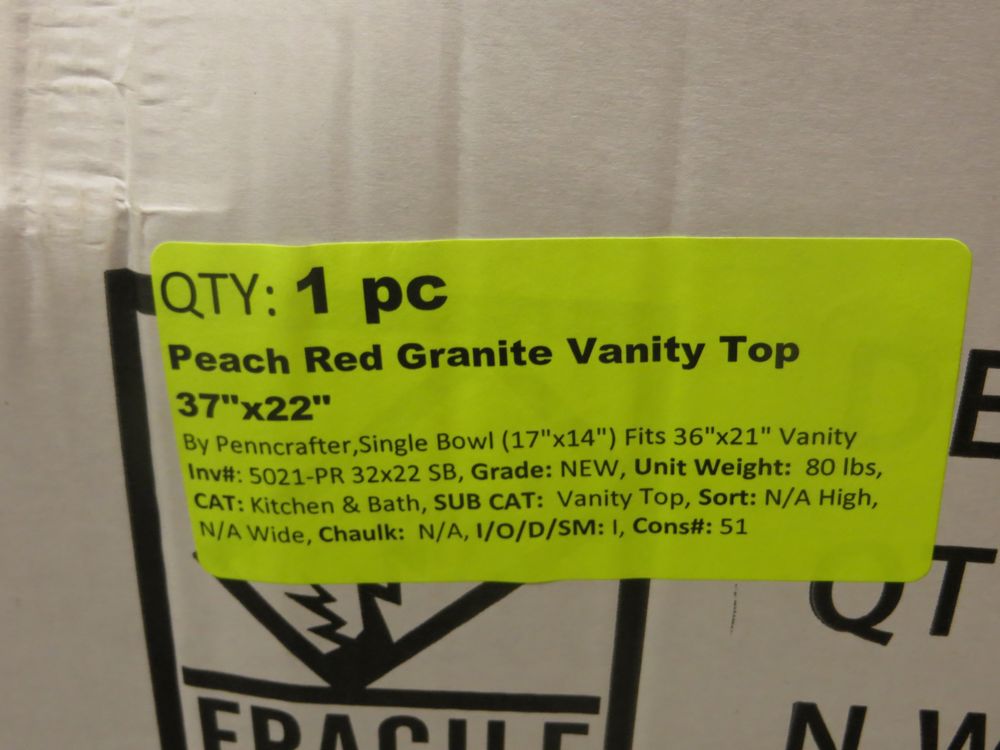 QTY: 1 pc
Peach Red Granite Vanity Top
37"x22"
By Penncrafter,Single Bowl (17"x14") Fits 36"x21" Vanity
Inv#: 5021-PR 32x22 SB, Grade: NEW, Unit Weight:  80 lbs,
CAT: Kitchen & Bath, SUB CAT:  Vanity Top, Sort: N/A High,
N/A Wide, Chaulk:  N/A, I/O/D/SM: I, Cons#: 51
QT
FRAGILE
N.W